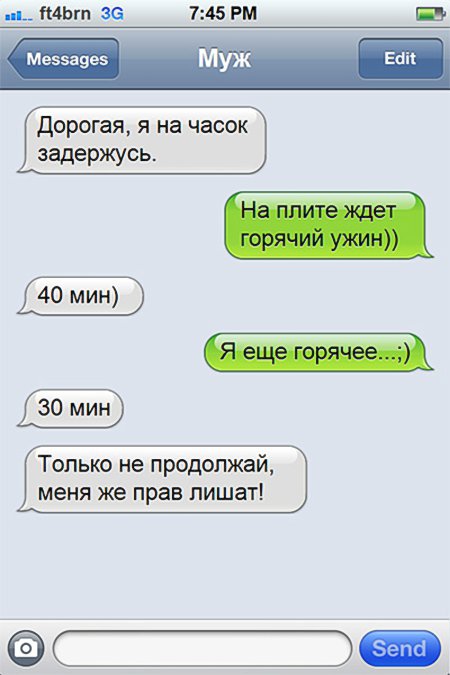 ft4brn 3G 7:45 PM
Messages Муж Edit
Дорогая, я на часок
задержусь.
На плите ждет
горячий ужин))
40 мин)
Я еще горячее...;)
30 мин
Только не продолжай,
меня же прав лишат!
Send